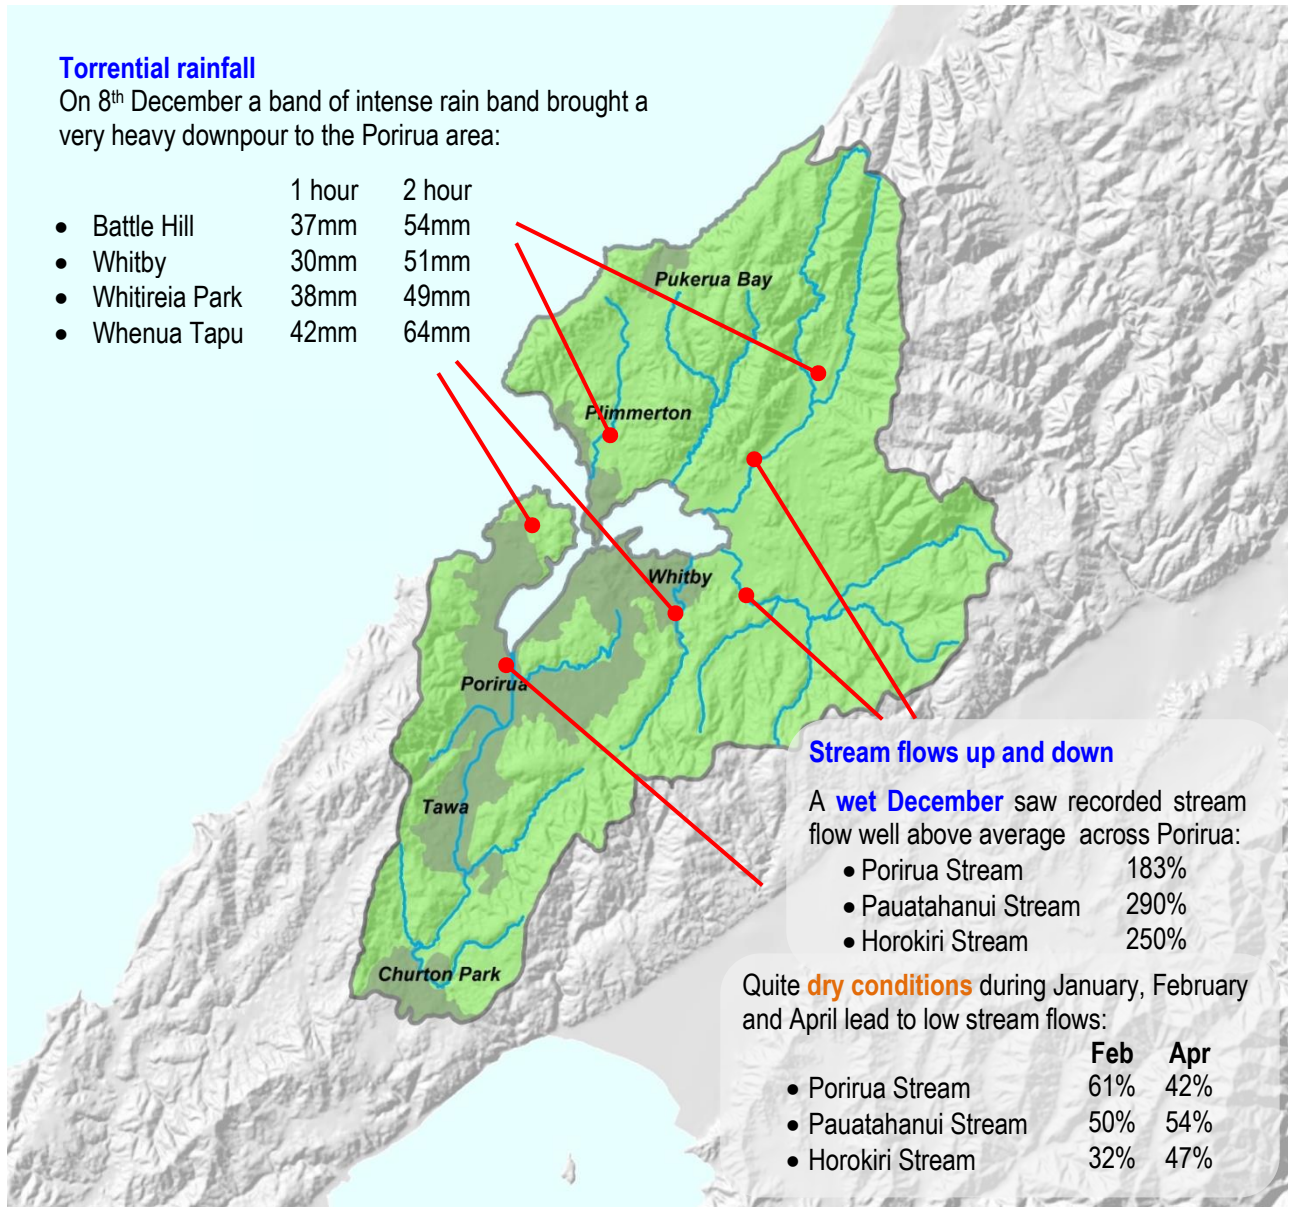 Torrential rainfall
On 8th December a band of intense rain band brought a
very heavy downpour to the Porirua area:
1 hour 2 hour
• Battle Hill 37mm 54mm
• Whitby 30mm 51mm
• Whitireia Park 38mm 49mm
• Whenua Tapu 42mm 64mm
Pukerua Bay
Plimmerton
Whitby
Porirua
Tawa
Churton Park
Stream flows up and down
A wet December saw recorded stream
flow well above average across Porirua:
• Porirua Stream 183%
• Pauatahanui Stream 290%
• Horokiri Stream 250%
Quite dry conditions during January, February
and April lead to low stream flows:
Feb Apr
• Porirua Stream 61% 42%
• Pauatahanui Stream 50% 54%
• Horokiri Stream 32% 47%